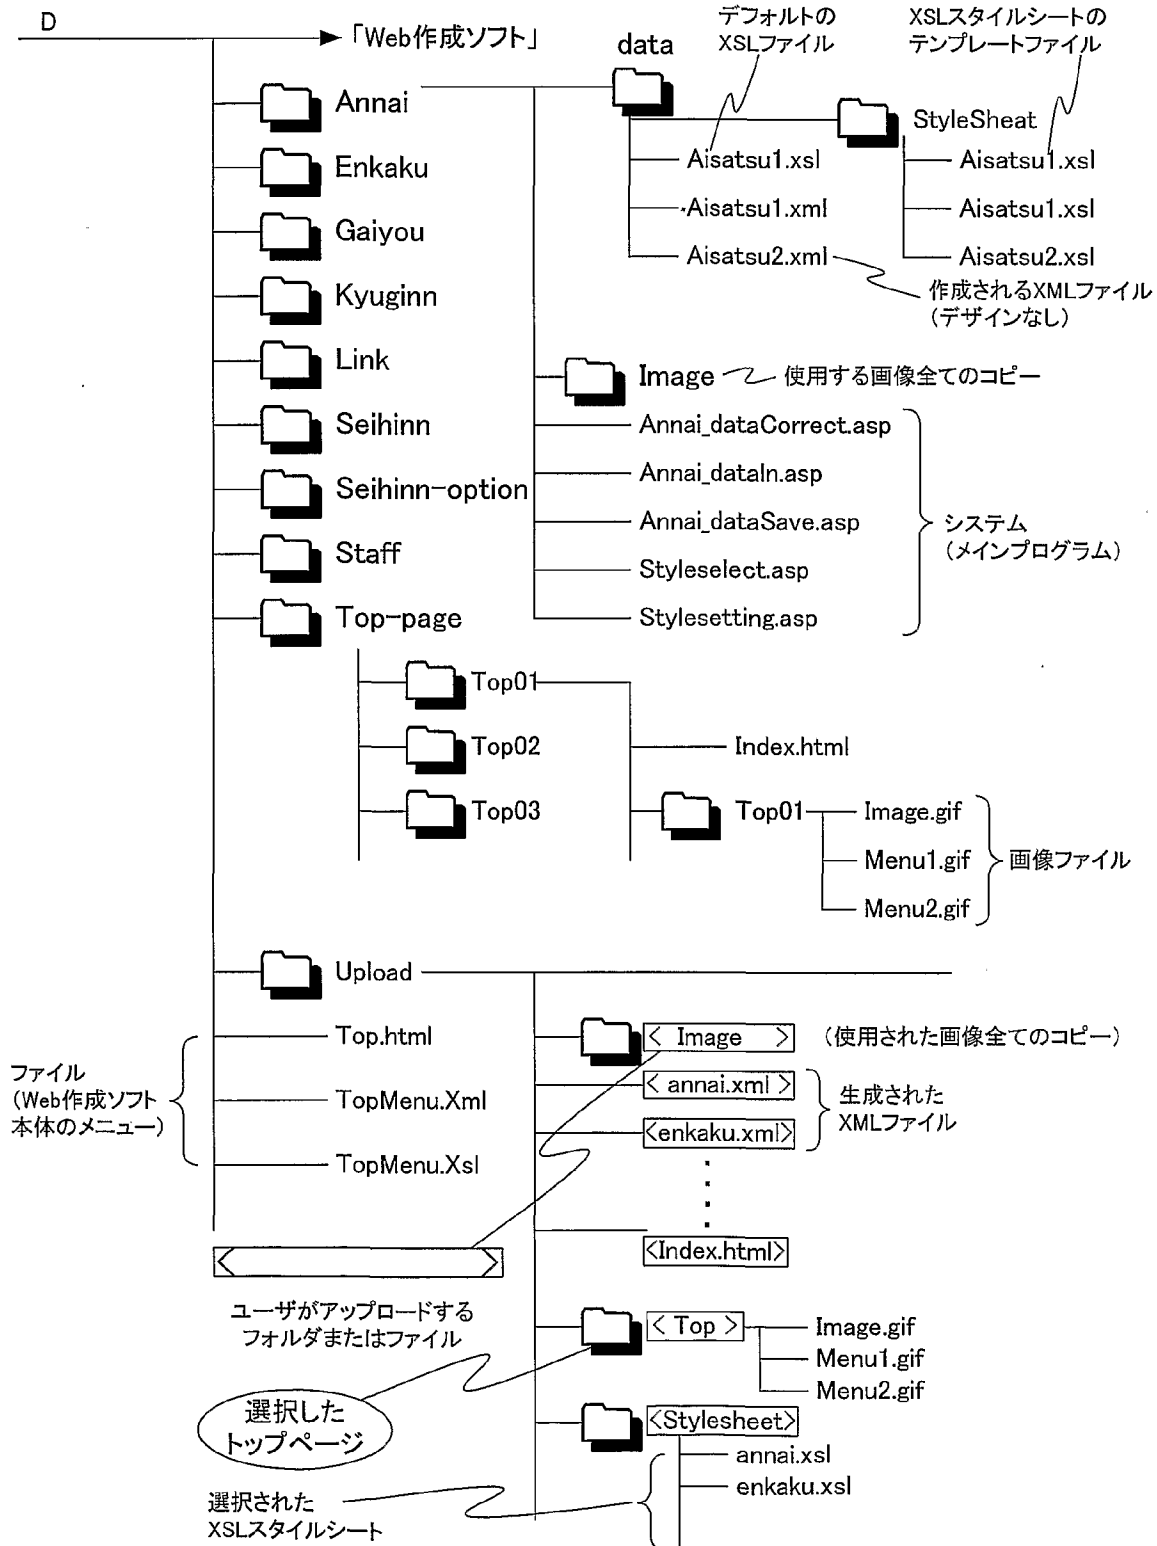 D
「Web作成ソフト」
デフォルトの
XSLファイル
XSLスタイルシートの
テンプレートファイル
data
Annai
Enkaku
Gaiyou
Kyuginn
Link
Seihinn
Seihinn-option
Staff
Top-page
StyleSheat
Aisatsu1.xsl
Aisatsu1.xml
Aisatsu2.xml
Aisatsu1.xsl
Aisatsu1.xsl
Aisatsu2.xsl
作成されるXMLファイル
(デザインなし)
Image
使用する画像全てのコピー
Annai_dataCorrect.asp
Annai_dataIn.asp
Annai_dataSave.asp
Styleselect.asp
Stylesetting.asp
システム
(メインプログラム)
Top01
Top02
Top03
Index.html
Top01
Image.gif
Menu1.gif
Menu2.gif
画像ファイル
Upload
Top.html
TopMenu.Xml
TopMenu.Xsl
ファイル
(Web作成ソフト
本体のメニュー)
< Image >
(使用された画像全てのコピー)
< annai.xml >
<enkaku.xml>
生成された
XMLファイル
<Index.html>
< >
ユーザがアップロードする
フォルダまたはファイル
< Top >
Image.gif
Menu1.gif
Menu2.gif
選択した
トップページ
<Stylesheet>
annai.xsl
enkaku.xsl
選択された
XSLスタイルシート